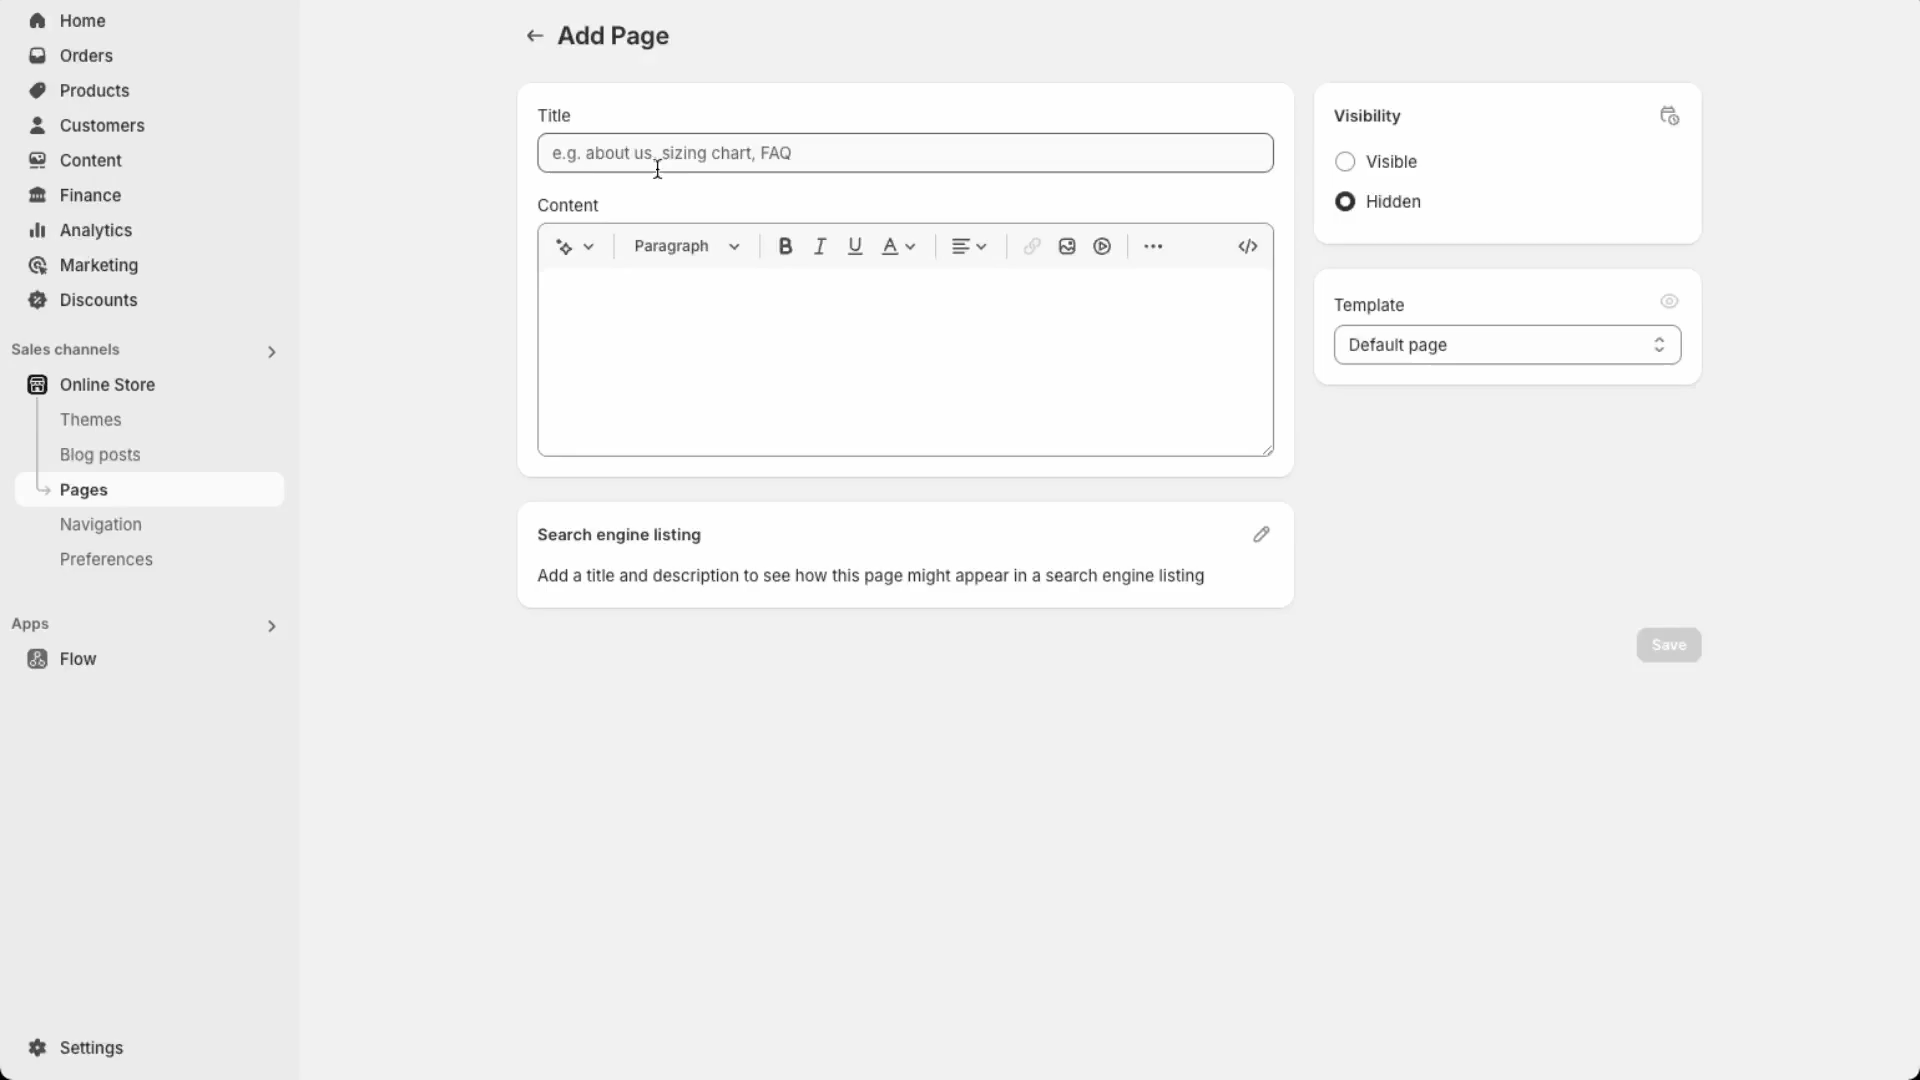 Home
Orders
Products
Customers
Content
Finance
Analytics
Marketing
Discounts
Sales channels
Online Store
Themes
Blog posts
Pages
Navigation
Preferences
Apps
Flow
Settings
Add Page
Title
e.g. about us, sizing chart, FAQ
Content
Paragraph B I U A
Search engine listing
Add a title and description to see how this page might appear in a search engine listing
Visibility
Visible
Hidden
Template
Default page
Save